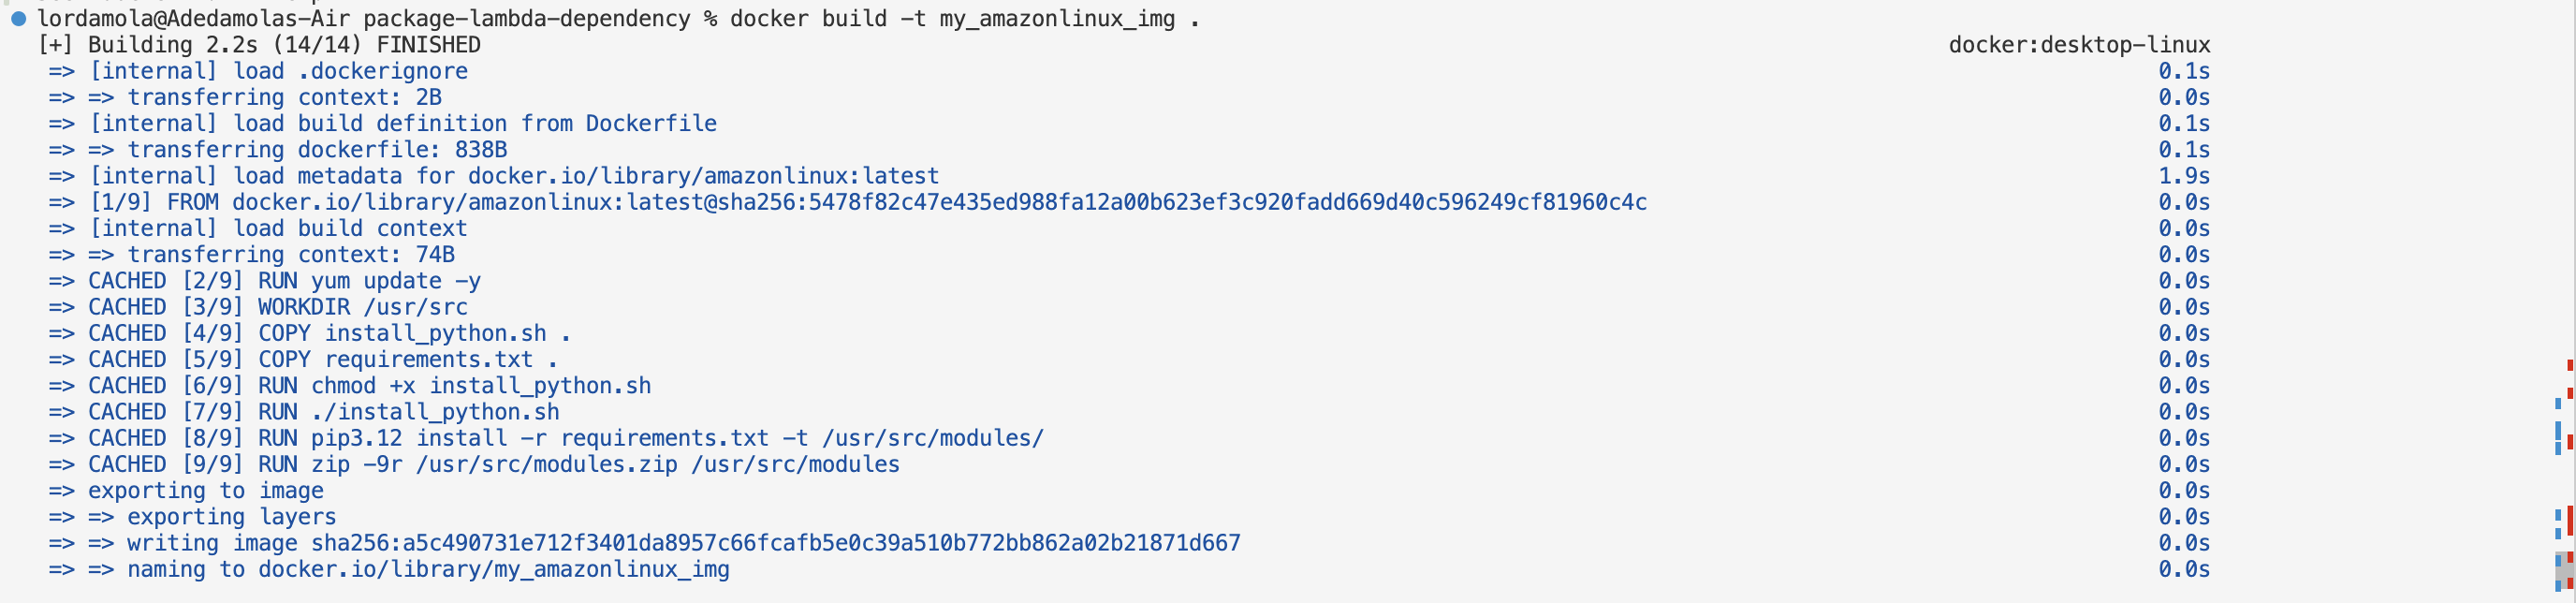 lordamola@Adedamolas-Air package-lambda-dependency % docker build -t my_amazonlinux_img .
[+] Building 2.2s (14/14) FINISHED docker:desktop-linux
=> [internal] load .dockerignore 0.1s
=> => transferring context: 2B 0.0s
=> [internal] load build definition from Dockerfile 0.1s
=> => transferring dockerfile: 838B 0.1s
=> [internal] load metadata for docker.io/library/amazonlinux:latest 1.9s
=> [1/9] FROM docker.io/library/amazonlinux:latest@sha256:5478f82c47e435ed988fa12a00b623ef3c920fadd669d40c596249cf81960c4c 0.0s
=> [internal] load build context 0.0s
=> => transferring context: 74B 0.0s
=> CACHED [2/9] RUN yum update -y 0.0s
=> CACHED [3/9] WORKDIR /usr/src 0.0s
=> CACHED [4/9] COPY install_python.sh . 0.0s
=> CACHED [5/9] COPY requirements.txt . 0.0s
=> CACHED [6/9] RUN chmod +x install_python.sh 0.0s
=> CACHED [7/9] RUN ./install_python.sh 0.0s
=> CACHED [8/9] RUN pip3.12 install -r requirements.txt -t /usr/src/modules/ 0.0s
=> CACHED [9/9] RUN zip -9r /usr/src/modules.zip /usr/src/modules 0.0s
=> exporting to image 0.0s
=> => exporting layers 0.0s
=> => writing image sha256:a5c490731e712f3401da8957c66fcafb5e0c39a510b772bb862a02b21871d667 0.0s
=> => naming to docker.io/library/my_amazonlinux_img 0.0s